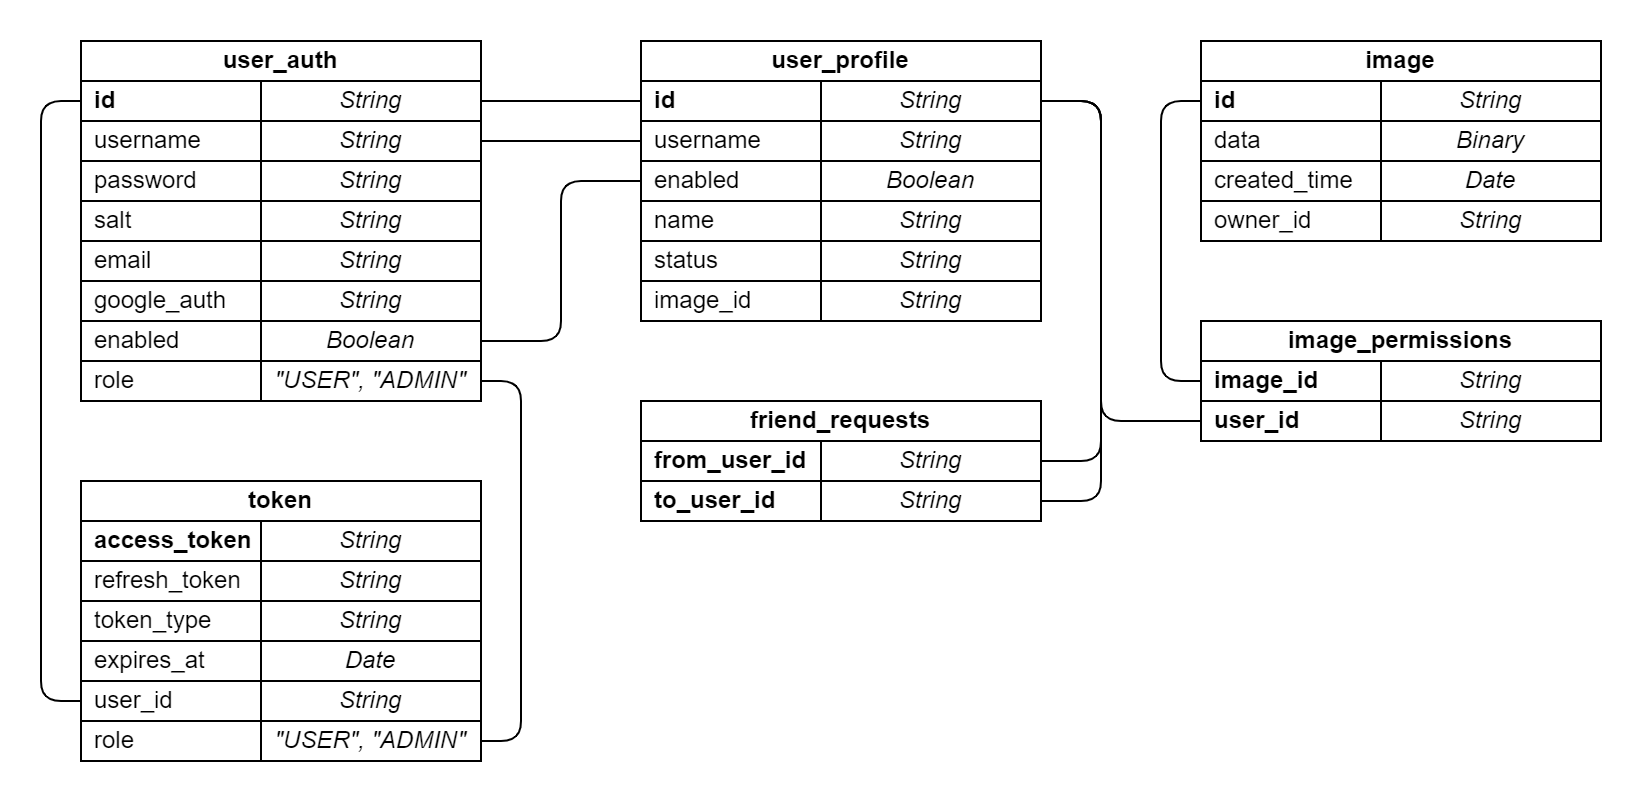 user_auth
id String
username String
password String
salt String
email String
google_auth String
enabled Boolean
role "USER", "ADMIN"
token
access_token String
refresh_token String
token_type String
expires_at Date
user_id String
role "USER", "ADMIN"
user_profile
id String
username String
enabled Boolean
name String
status String
image_id String
friend_requests
from_user_id String
to_user_id String
image
id String
data Binary
created_time Date
owner_id String
image_permissions
image_id String
user_id String